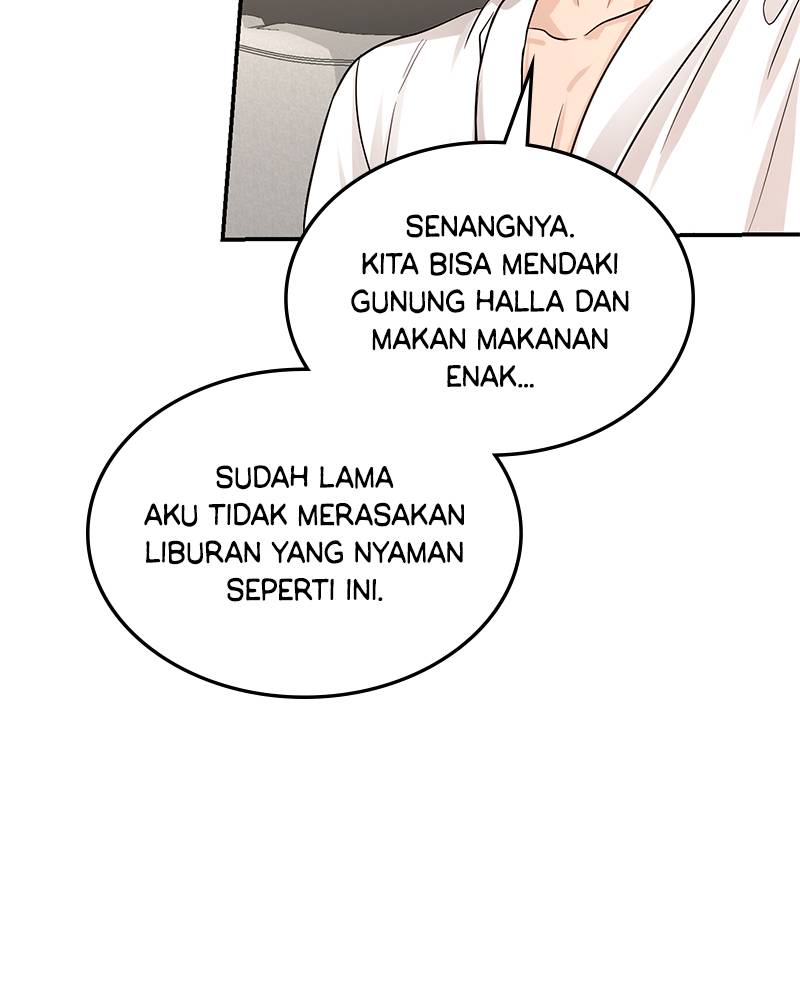 SENANGNYA.
KITA BISA MENDAKI
GUNUNG HALLA DAN
MAKAN MAKANAN
ENAK...
SUDAH LAMA
AKU TIDAK MERASAKAN
LIBURAN YANG NYAMAN
SEPERTI INI.